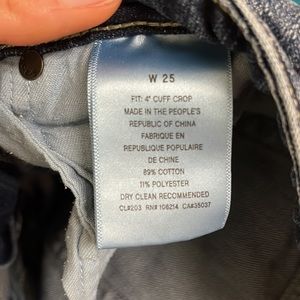 W 25
FIT: 4" CUFF CROP
MADE IN THE PEOPLE'S
REPUBLIC OF CHINA
FABRIQUE EN
REPUBLIQUE POPULAIRE
DE CHINE
89% COTTON
11% POLYESTER
DRY CLEAN RECOMMENDED
CL#203 RN# 106214 CA#35037